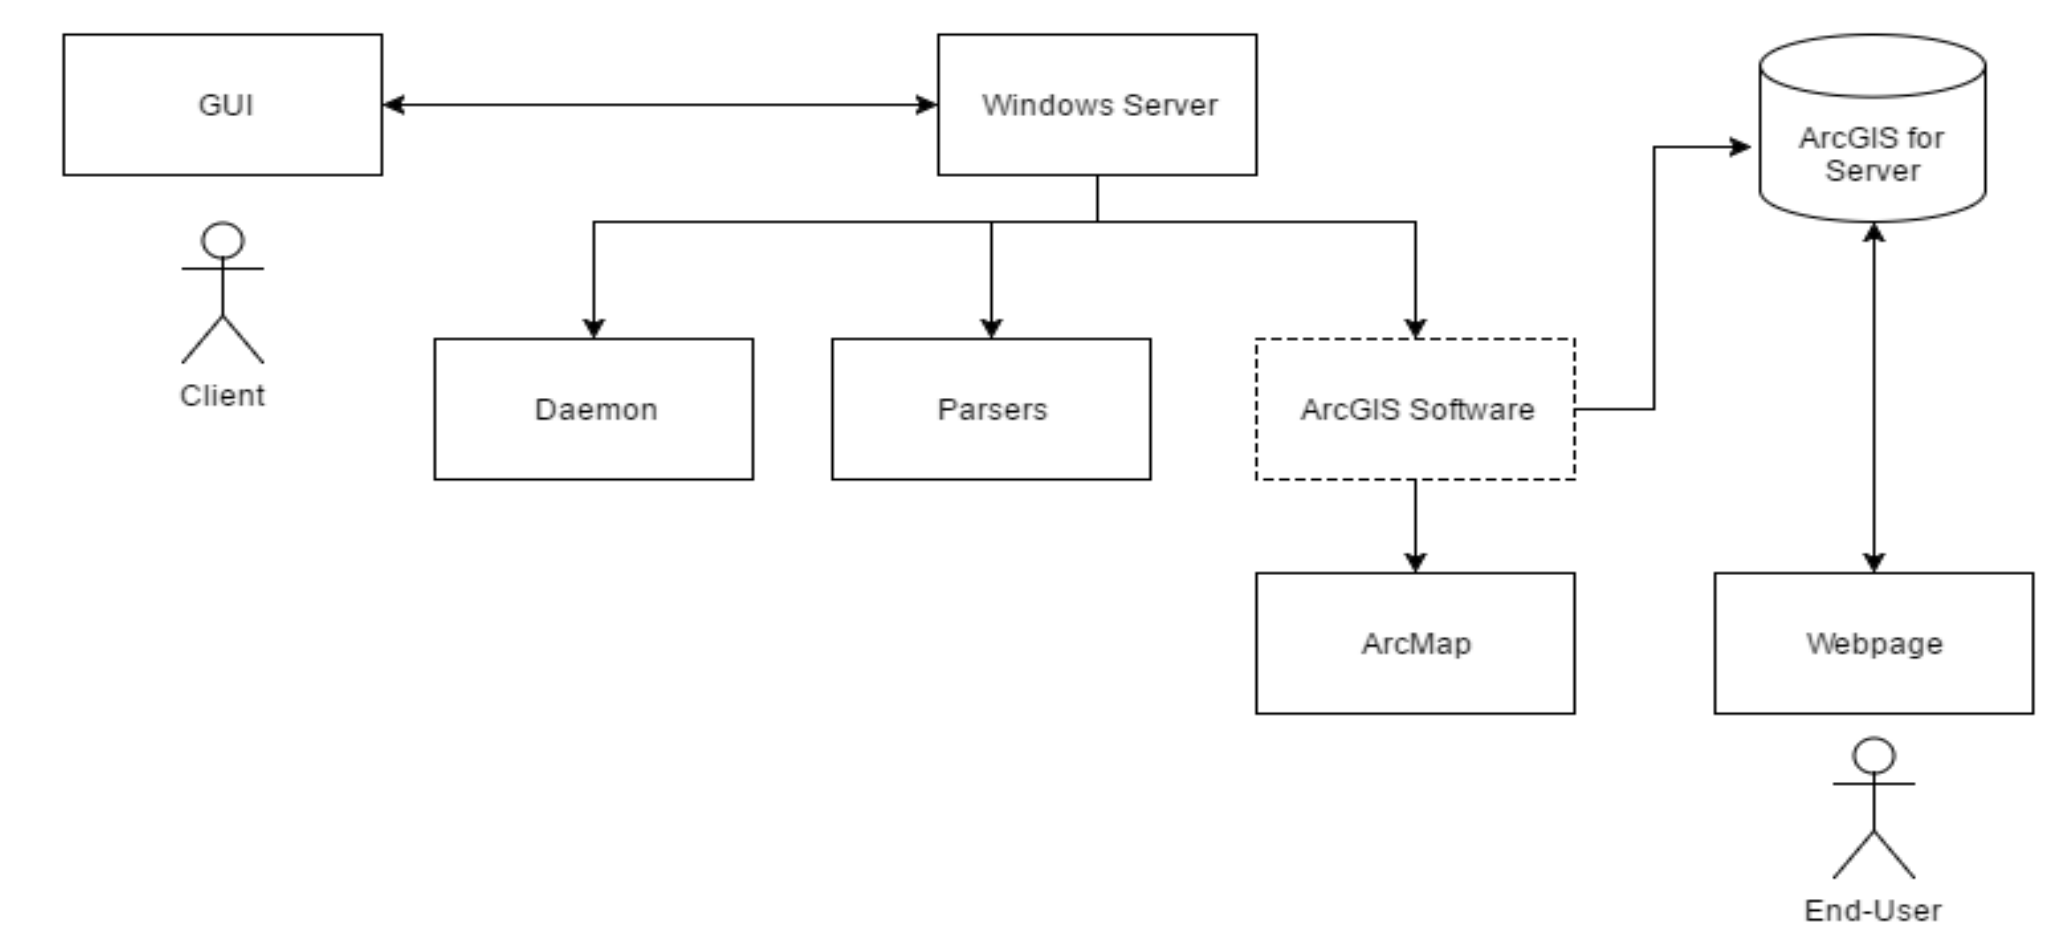 GUI
Windows Server
ArcGIS for
Server
Client
Daemon
Parsers
ArcGIS Software
ArcMap
Webpage
End-User